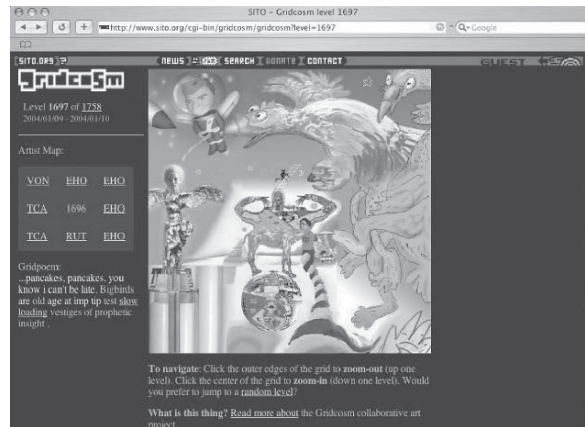 SITO - Gridcosm level 1697
http://www.sito.org/cgi-bin/gridcosm/gridcosm?level=1697
Google
[SITO.ORG]?
NEWS
SEARCH
DONATE
CONTACT
GUEST
gridcosm
Level 1697 of 1758
2004/01/09 - 2004/01/10
Artist Map:
VON EHO EHO
TCA 1696 EHO
TCA RUT EHO
Gridpoem:
...pancakes, pancakes, you
know i can't be late. Bigbirds
are old age at imp tip test slow
loading vestiges of prophetic
insight .
To navigate: Click the outer edges of the grid to zoom-out (up one
level). Click the center of the grid to zoom-in (down one level). Would
you prefer to jump to a random level?
What is this thing? Read more about the Gridcosm collaborative art
project.